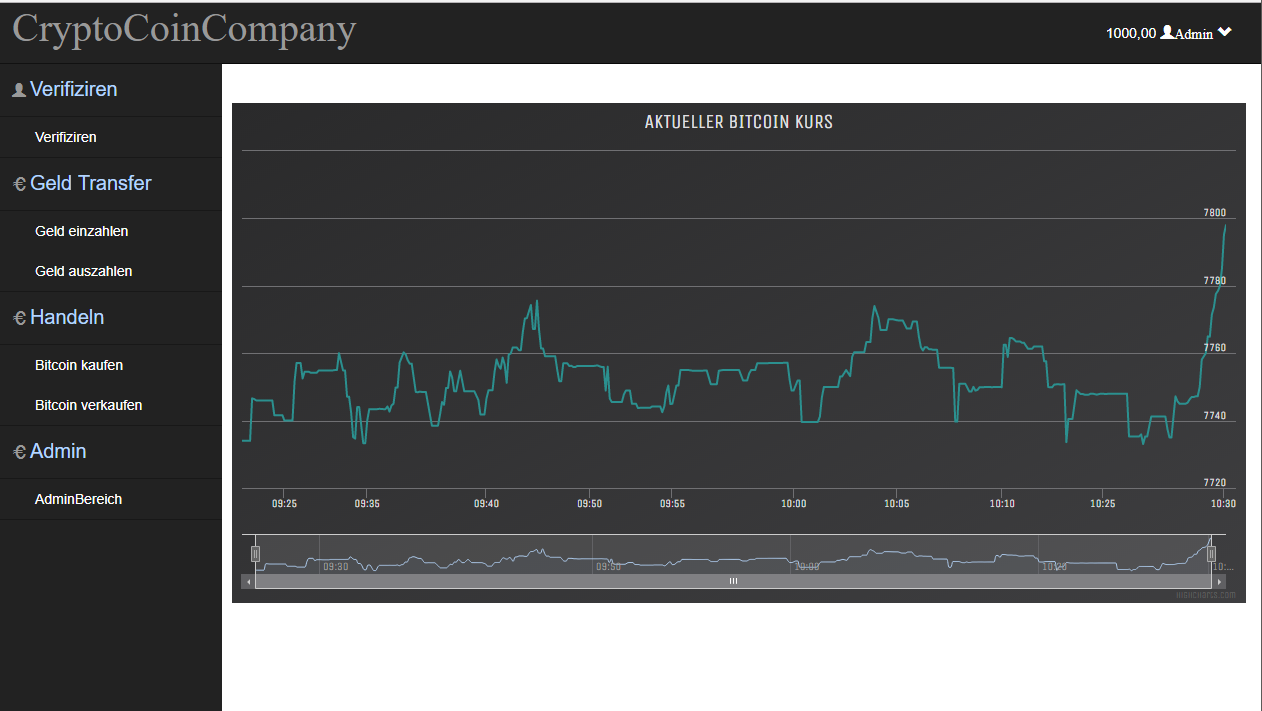 CryptoCoinCompany
1000,00 Admin
Verifiziren
Verifiziren
€ Geld Transfer
Geld einzahlen
Geld auszahlen
€ Handeln
Bitcoin kaufen
Bitcoin verkaufen
€ Admin
AdminBereich
AKTUELLER BITCOIN KURS
7800
7780
7760
7740
7720
09:25 09:35 09:40 09:50 09:55 10:00 10:05 10:10 10:25 10:30
09:30 09:50 10:00 10:...
HIGHCHARTS.COM